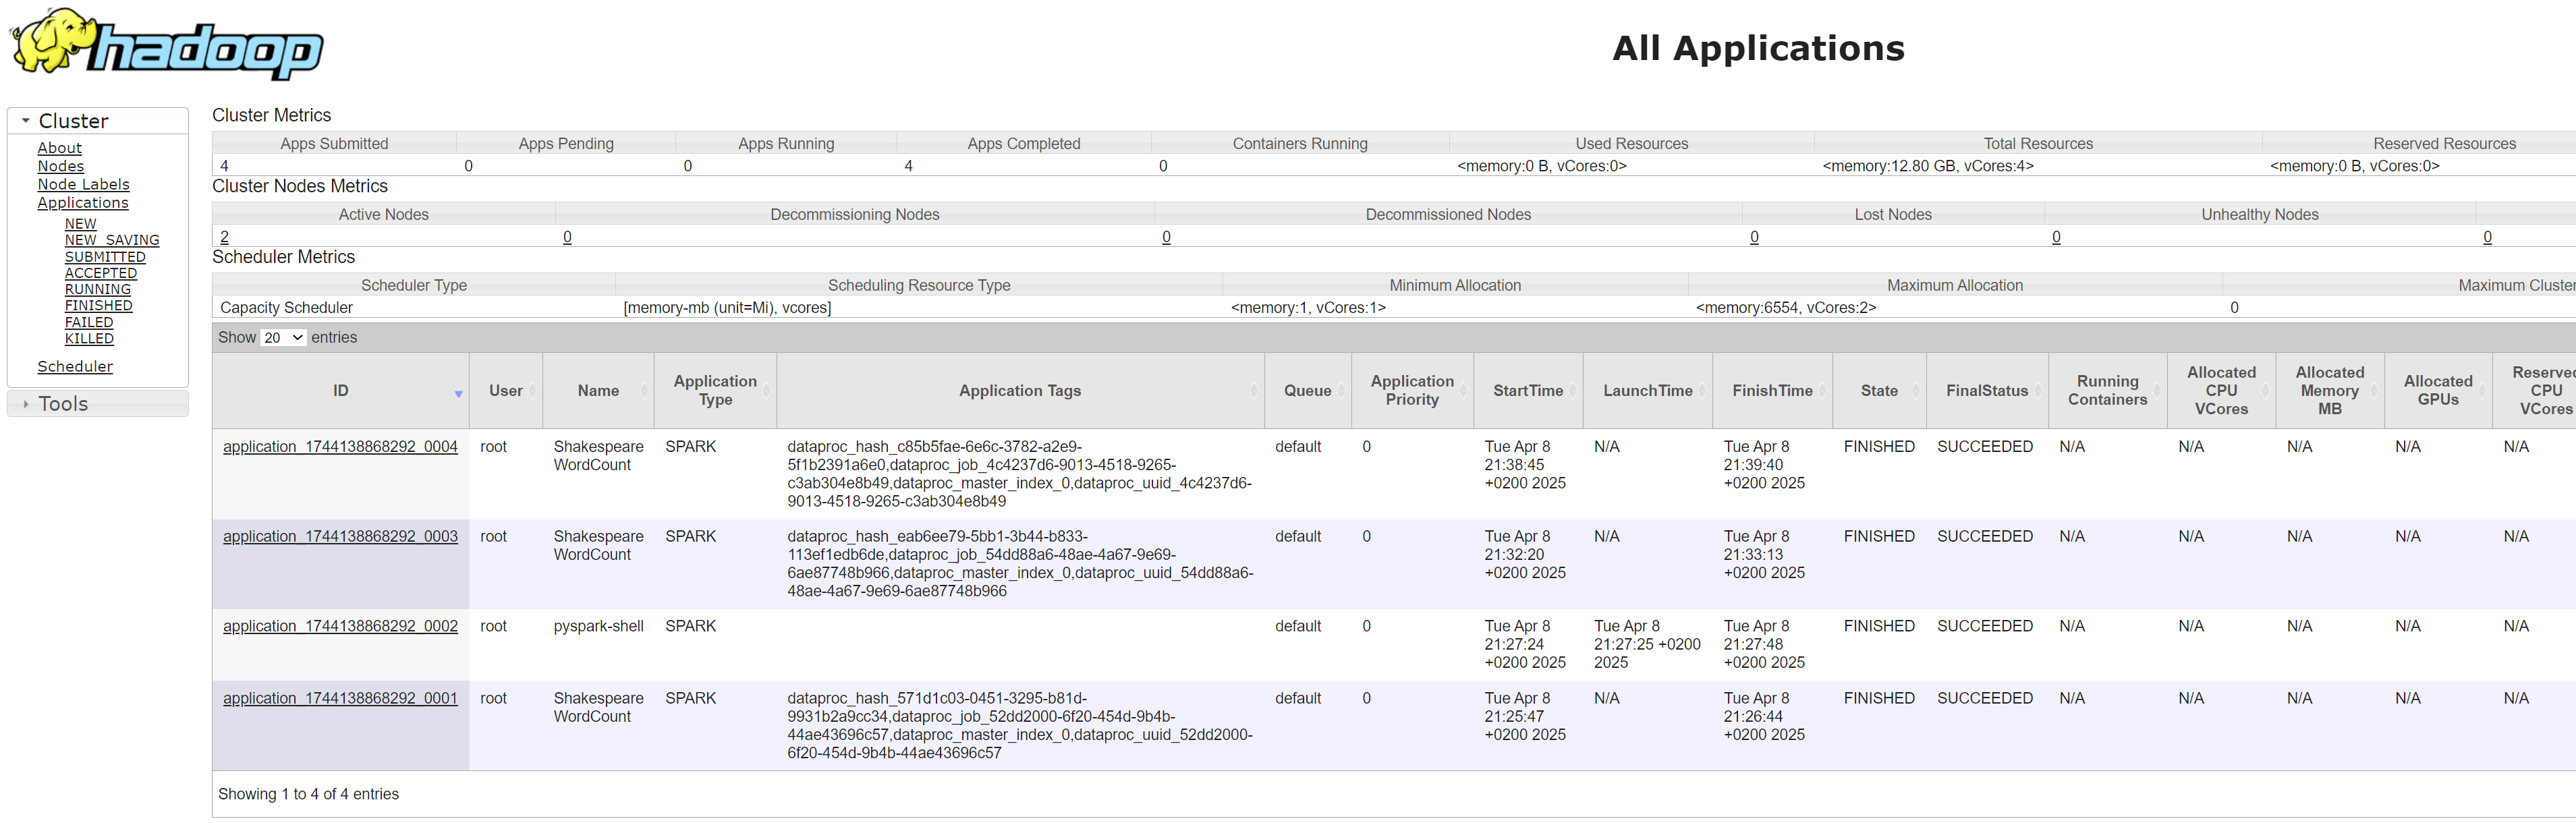 hadoop
All Applications
Cluster
About
Nodes
Node Labels
Applications
NEW
NEW_SAVING
SUBMITTED
ACCEPTED
RUNNING
FINISHED
FAILED
KILLED
Scheduler
Tools
Cluster Metrics
Apps Submitted Apps Pending Apps Running Apps Completed Containers Running Used Resources Total Resources Reserved Resources
4 0 0 4 0 <memory:0 B, vCores:0> <memory:12.80 GB, vCores:4> <memory:0 B, vCores:0>
Cluster Nodes Metrics
Active Nodes Decommissioning Nodes Decommissioned Nodes Lost Nodes Unhealthy Nodes
2 0 0 0 0 0
Scheduler Metrics
Scheduler Type Scheduling Resource Type Minimum Allocation Maximum Allocation Maximum Cluster
Capacity Scheduler [memory-mb (unit=Mi), vcores] <memory:1, vCores:1> <memory:6554, vCores:2> 0
Show 20 entries
ID User Name Application Type Application Tags Queue Application Priority StartTime LaunchTime FinishTime State FinalStatus Running Containers Allocated CPU VCores Allocated Memory MB Allocated GPUs Reserved CPU VCores
application_1744138868292_0004 root Shakespeare SPARK dataproc_hash_c85b5fae-6e6c-3782-a2e9- default 0 Tue Apr 8 N/A Tue Apr 8 FINISHED SUCCEEDED N/A N/A N/A N/A N/A
WordCount 5f1b2391a6e0,dataproc_job_4c4237d6-9013-4518-9265- 21:38:45 21:39:40
c3ab304e8b49,dataproc_master_index_0,dataproc_uuid_4c4237d6- +0200 2025 +0200 2025
9013-4518-9265-c3ab304e8b49
application_1744138868292_0003 root Shakespeare SPARK dataproc_hash_eab6ee79-5bb1-3b44-b833- default 0 Tue Apr 8 N/A Tue Apr 8 FINISHED SUCCEEDED N/A N/A N/A N/A N/A
WordCount 113ef1edb6de,dataproc_job_54dd88a6-48ae-4a67-9e69- 21:32:20 21:33:13
6ae87748b966,dataproc_master_index_0,dataproc_uuid_54dd88a6- +0200 2025 +0200 2025
48ae-4a67-9e69-6ae87748b966
application_1744138868292_0002 root pyspark-shell SPARK default 0 Tue Apr 8 Tue Apr 8 Tue Apr 8 FINISHED SUCCEEDED N/A N/A N/A N/A N/A
21:27:24 21:27:25 +0200 21:27:48
+0200 2025 2025 +0200 2025
application_1744138868292_0001 root Shakespeare SPARK dataproc_hash_571d1c03-0451-3295-b81d- default 0 Tue Apr 8 N/A Tue Apr 8 FINISHED SUCCEEDED N/A N/A N/A N/A N/A
WordCount 9931b2a9cc34,dataproc_job_52dd2000-6f20-454d-9b4b- 21:25:47 21:26:44
44ae43696c57,dataproc_master_index_0,dataproc_uuid_52dd2000- +0200 2025 +0200 2025
6f20-454d-9b4b-44ae43696c57
Showing 1 to 4 of 4 entries